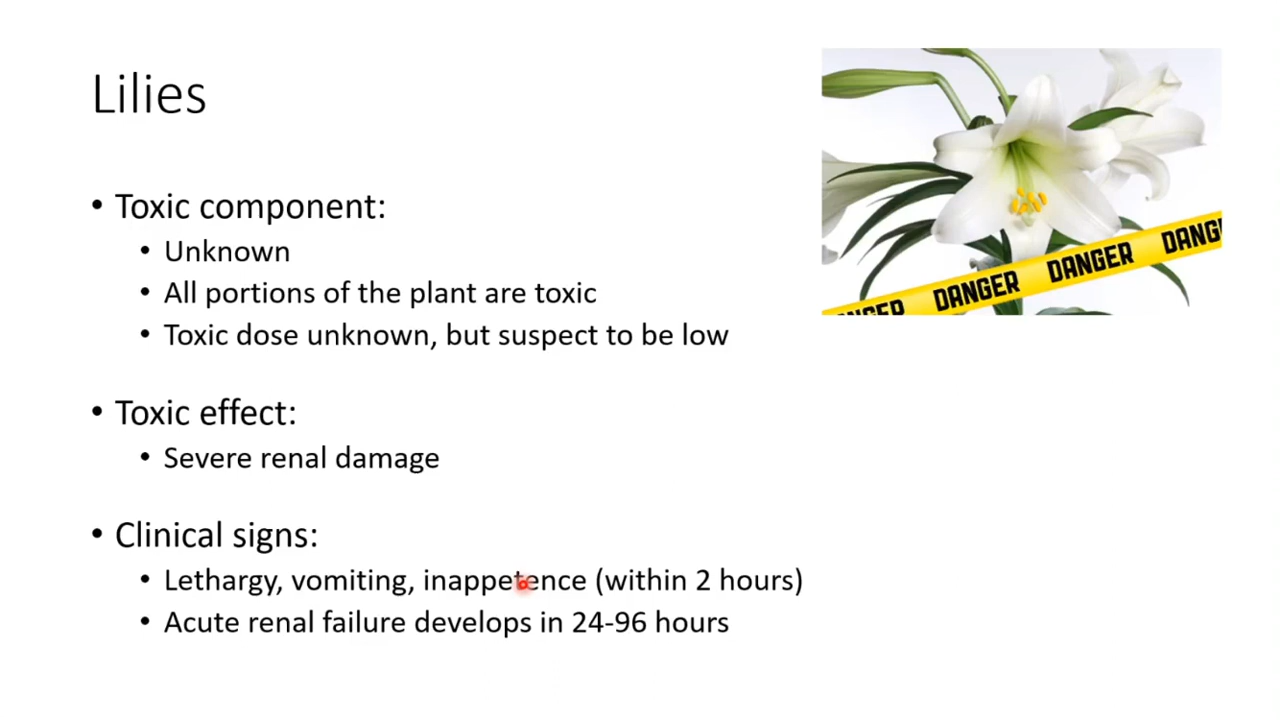 Lilies
• Toxic component:
• Unknown
• All portions of the plant are toxic
• Toxic dose unknown, but suspect to be low
• Toxic effect:
• Severe renal damage
• Clinical signs:
• Lethargy, vomiting, inappetence (within 2 hours)
• Acute renal failure develops in 24-96 hours
NGER DANGER DANGER DANG